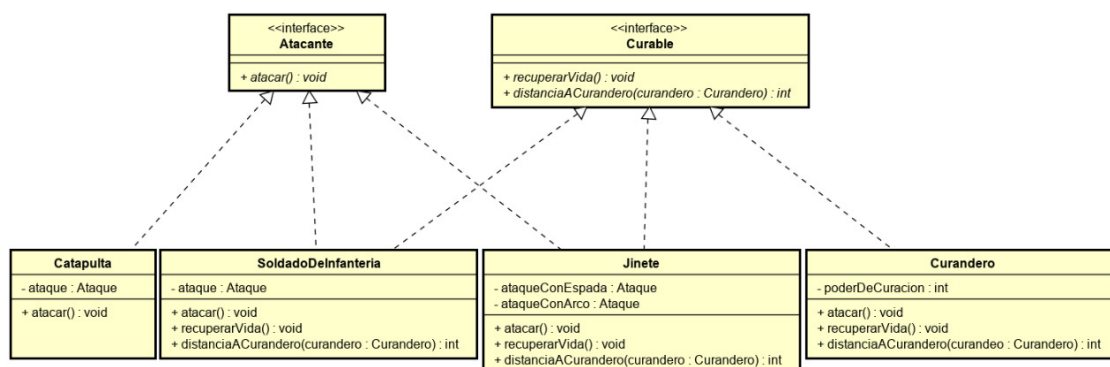 <<interface>>
Atacante
+ atacar() : void
<<interface>>
Curable
+ recuperarVida() : void
+ distanciaACurandero(curandero : Curandero) : int
Catapulta
- ataque : Ataque
+ atacar() : void
SoldadoDeInfanteria
- ataque : Ataque
+ atacar() : void
+ recuperarVida() : void
+ distanciaACurandero(curandero : Curandero) : int
Jinete
- ataqueConEspada : Ataque
- ataqueConArco : Ataque
+ atacar() : void
+ recuperarVida() : void
+ distanciaACurandero(curandero : Curandero) : int
Curandero
- poderDeCuracion : int
+ atacar() : void
+ recuperarVida() : void
+ distanciaACurandero(curandeo : Curandero) : int